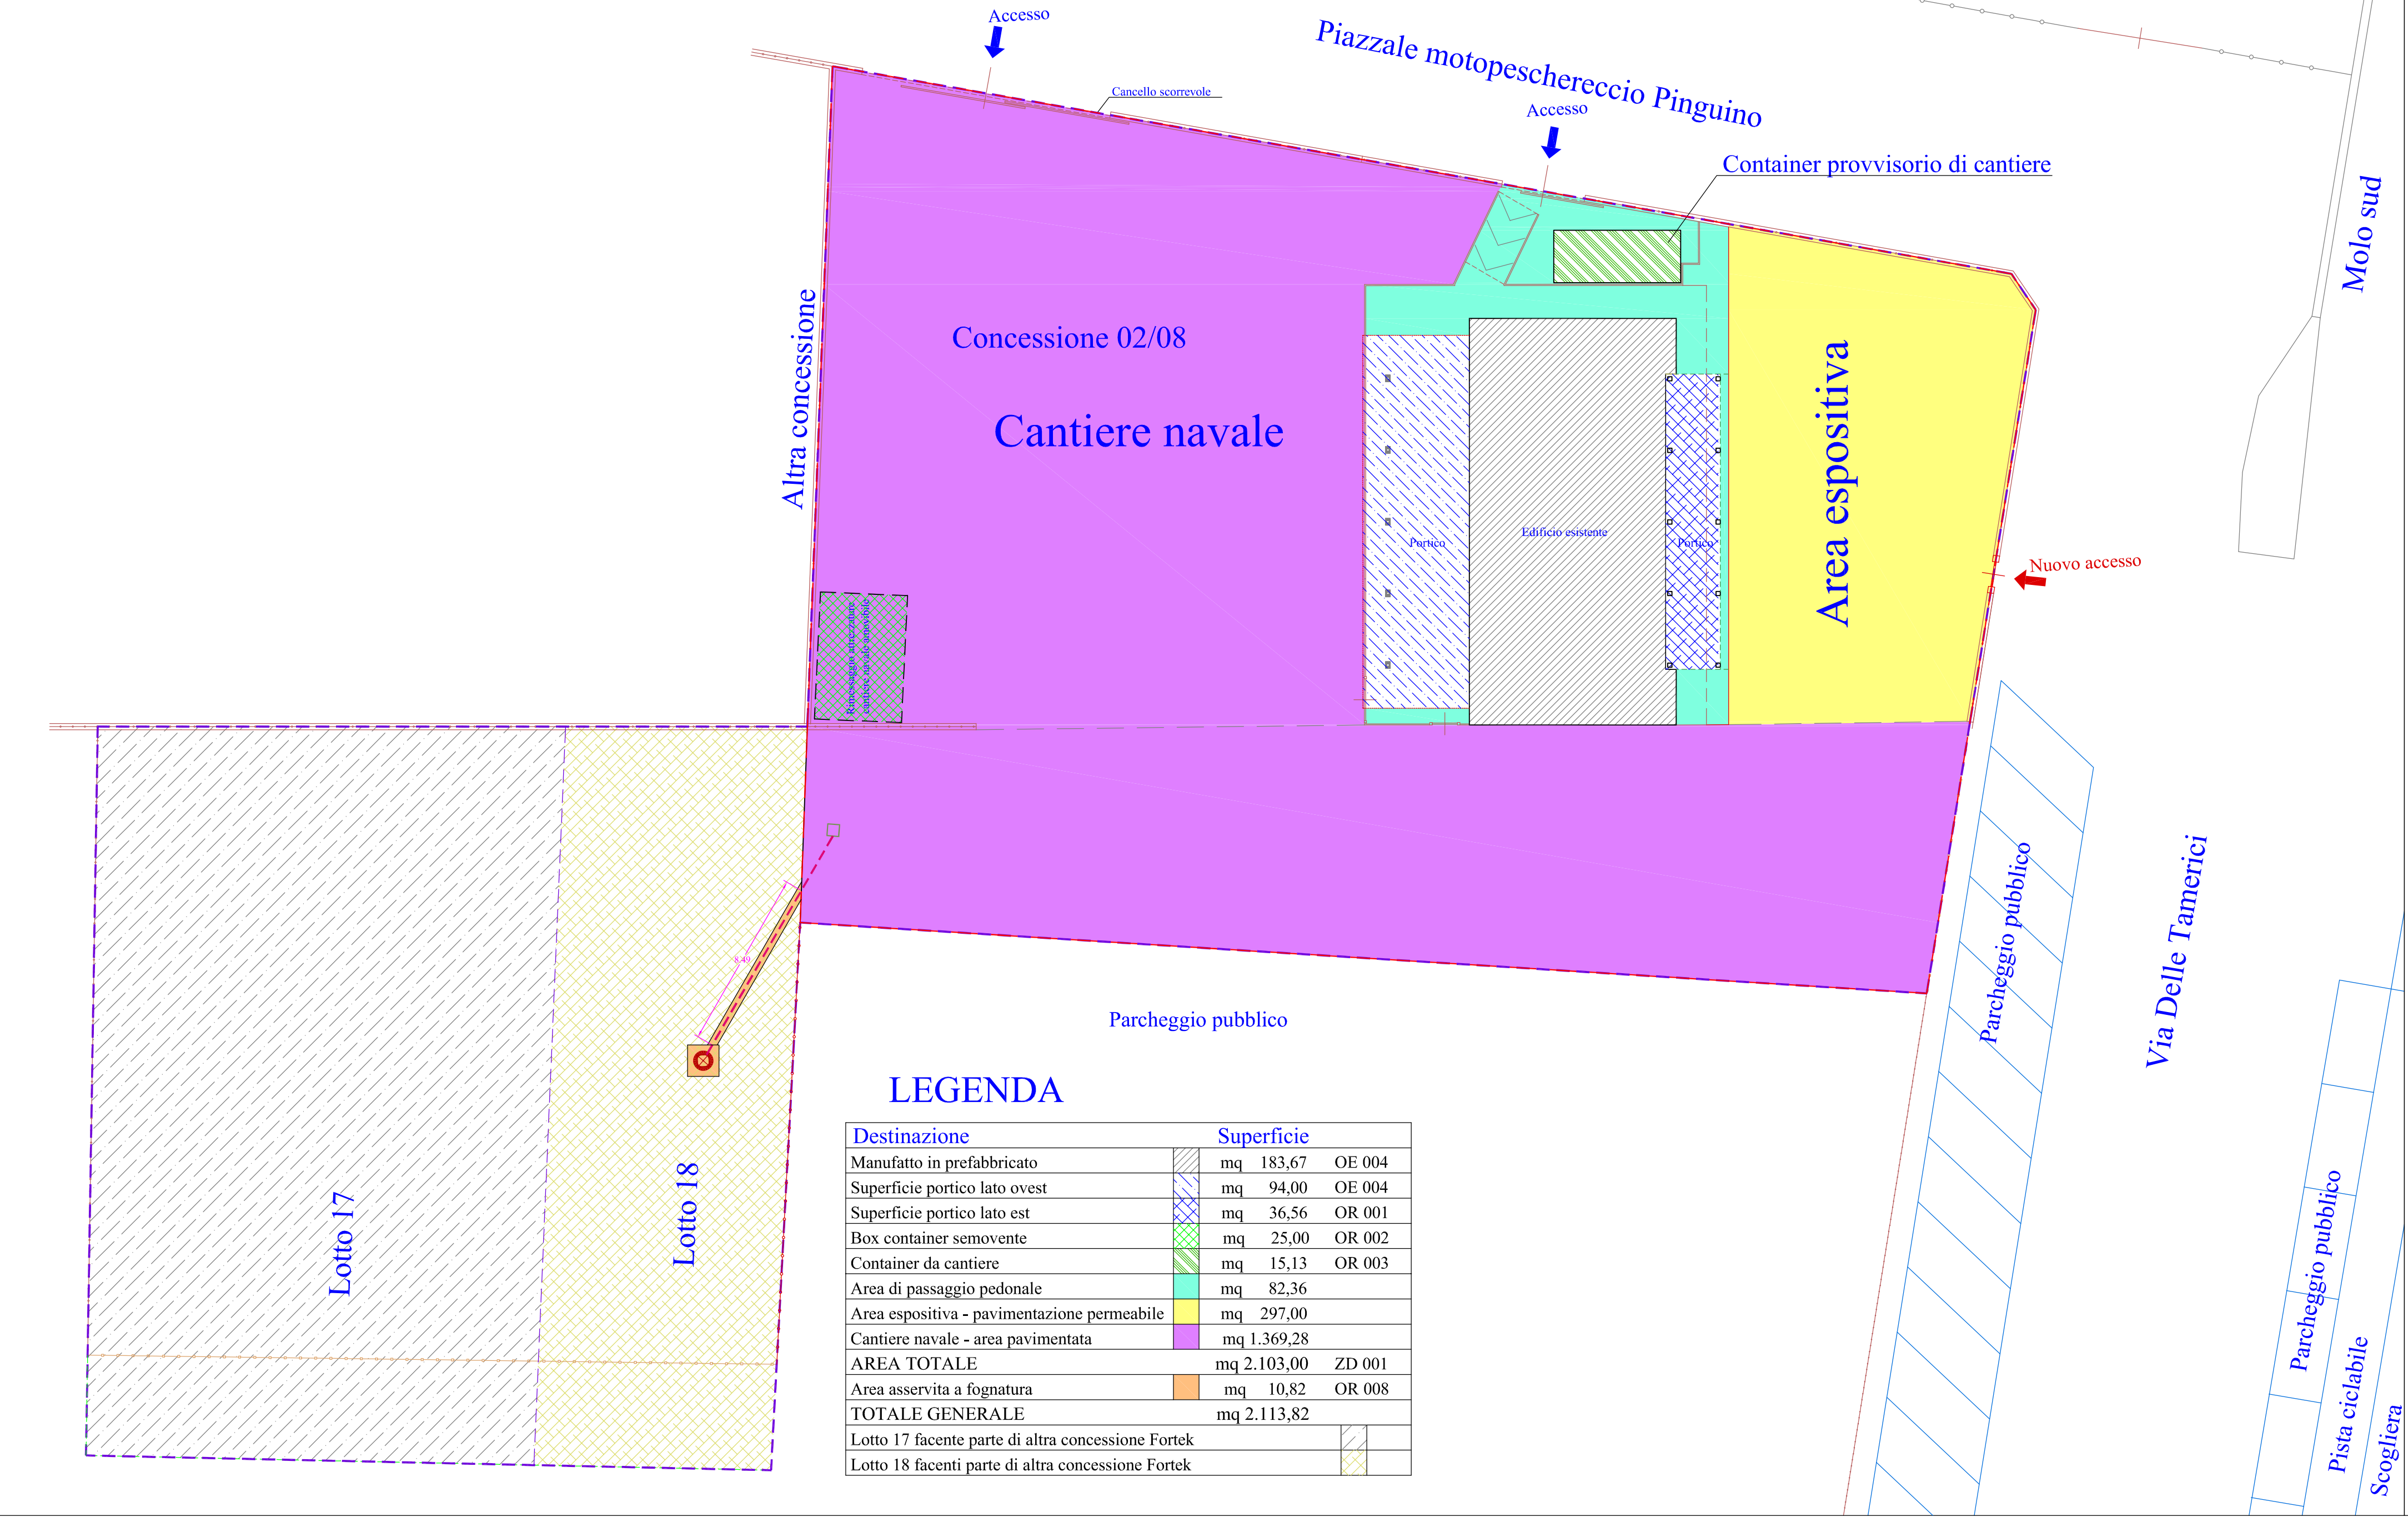 Accesso
Piazzale motopeschereccio Pinguino
Cancello scorrevole
Accesso
Container provvisorio di cantiere
Molo sud
Altra concessione
Concessione 02/08
Cantiere navale
Area espositiva
Portico
Edificio esistente
Portico
Nuovo accesso
Rimessaggio attrezzature
cantiere navale amovibile
8.49
Parcheggio pubblico
Parcheggio pubblico
Via Delle Tamerici
Parcheggio pubblico
Pista ciclabile
Scogliera
Lotto 17
Lotto 18
LEGENDA
Destinazione Superficie
Manufatto in prefabbricato mq 183,67 OE 004
Superficie portico lato ovest mq 94,00 OE 004
Superficie portico lato est mq 36,56 OR 001
Box container semovente mq 25,00 OR 002
Container da cantiere mq 15,13 OR 003
Area di passaggio pedonale mq 82,36
Area espositiva - pavimentazione permeabile mq 297,00
Cantiere navale - area pavimentata mq 1.369,28
AREA TOTALE mq 2.103,00 ZD 001
Area asservita a fognatura mq 10,82 OR 008
TOTALE GENERALE mq 2.113,82
Lotto 17 facente parte di altra concessione Fortek
Lotto 18 facenti parte di altra concessione Fortek